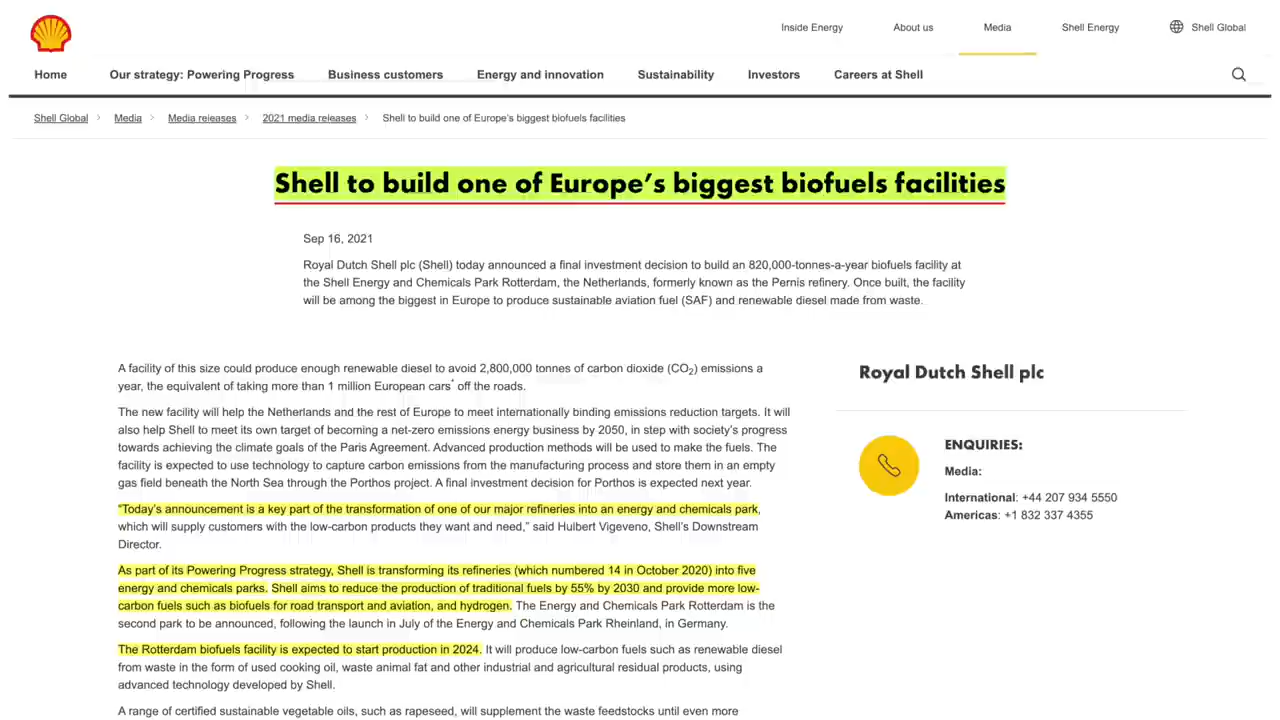 Inside Energy
About us
Media
Shell Energy
Shell Global
Home
Our strategy: Powering Progress
Business customers
Energy and innovation
Sustainability
Investors
Careers at Shell
Shell Global > Media > Media releases > 2021 media releases > Shell to build one of Europe's biggest biofuels facilities
Shell to build one of Europe's biggest biofuels facilities
Sep 16, 2021
Royal Dutch Shell plc (Shell) today announced a final investment decision to build an 820,000-tonnes-a-year biofuels facility at
the Shell Energy and Chemicals Park Rotterdam, the Netherlands, formerly known as the Pernis refinery. Once built, the facility
will be among the biggest in Europe to produce sustainable aviation fuel (SAF) and renewable diesel made from waste.
A facility of this size could produce enough renewable diesel to avoid 2,800,000 tonnes of carbon dioxide (CO2) emissions a
year, the equivalent of taking more than 1 million European cars* off the roads.
The new facility will help the Netherlands and the rest of Europe to meet internationally binding emissions reduction targets. It will
also help Shell to meet its own target of becoming a net-zero emissions energy business by 2050, in step with society's progress
towards achieving the climate goals of the Paris Agreement. Advanced production methods will be used to make the fuels. The
facility is expected to use technology to capture carbon emissions from the manufacturing process and store them in an empty
gas field beneath the North Sea through the Porthos project. A final investment decision for Porthos is expected next year.
"Today's announcement is a key part of the transformation of one of our major refineries into an energy and chemicals park,
which will supply customers with the low-carbon products they want and need," said Huibert Vigeveno, Shell's Downstream
Director.
As part of its Powering Progress strategy, Shell is transforming its refineries (which numbered 14 in October 2020) into five
energy and chemicals parks. Shell aims to reduce the production of traditional fuels by 55% by 2030 and provide more low-
carbon fuels such as biofuels for road transport and aviation, and hydrogen. The Energy and Chemicals Park Rotterdam is the
second park to be announced, following the launch in July of the Energy and Chemicals Park Rheinland, in Germany.
The Rotterdam biofuels facility is expected to start production in 2024. It will produce low-carbon fuels such as renewable diesel
from waste in the form of used cooking oil, waste animal fat and other industrial and agricultural residual products, using
advanced technology developed by Shell.
A range of certified sustainable vegetable oils, such as rapeseed, will supplement the waste feedstocks until even more
Royal Dutch Shell plc
ENQUIRIES:
Media:
International: +44 207 934 5550
Americas: +1 832 337 4355